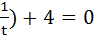 1/t) + 4 = 0